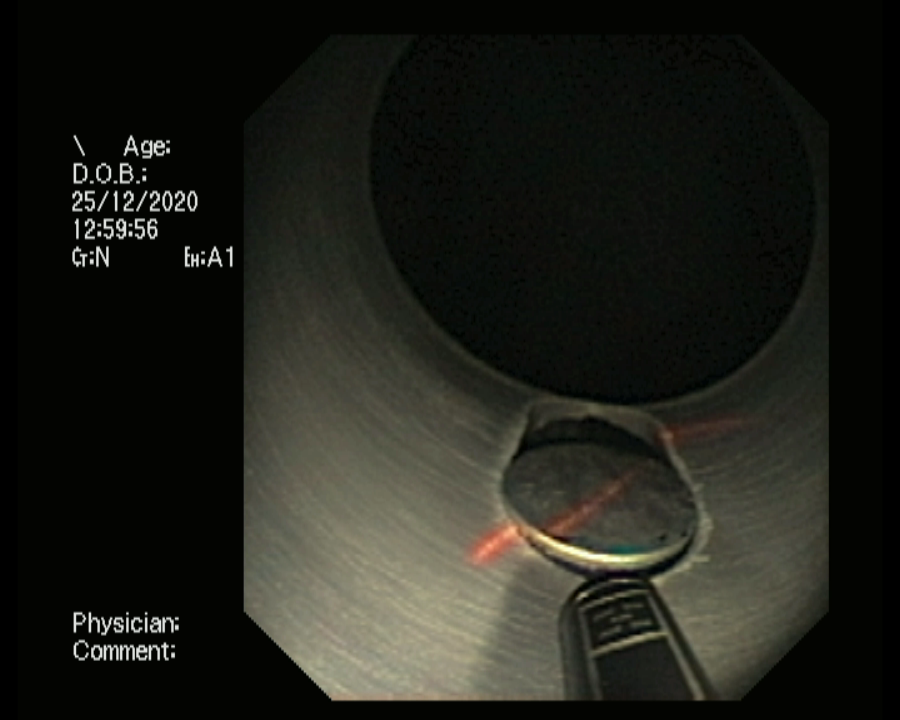 \ Age:
D.O.B.:
25/12/2020
12:59:56
Cr:N EH:A1
Physician:
Comment: